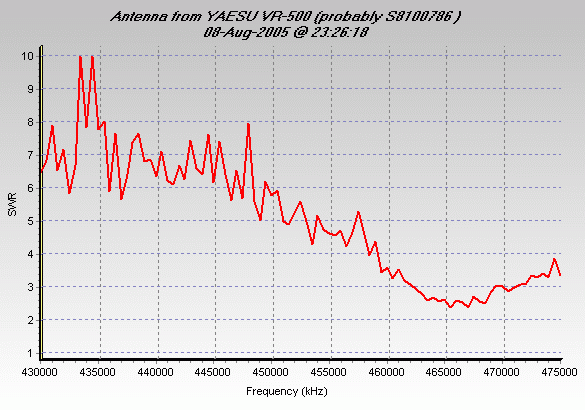 Antenna from YAESU VR-500 (probably S8100786 )
08-Aug-2005 @ 23:26:18
10
9
8
7
6
5
4
3
2
1
SWR
430000 435000 440000 445000 450000 455000 460000 465000 470000 475000
Frequency (kHz)